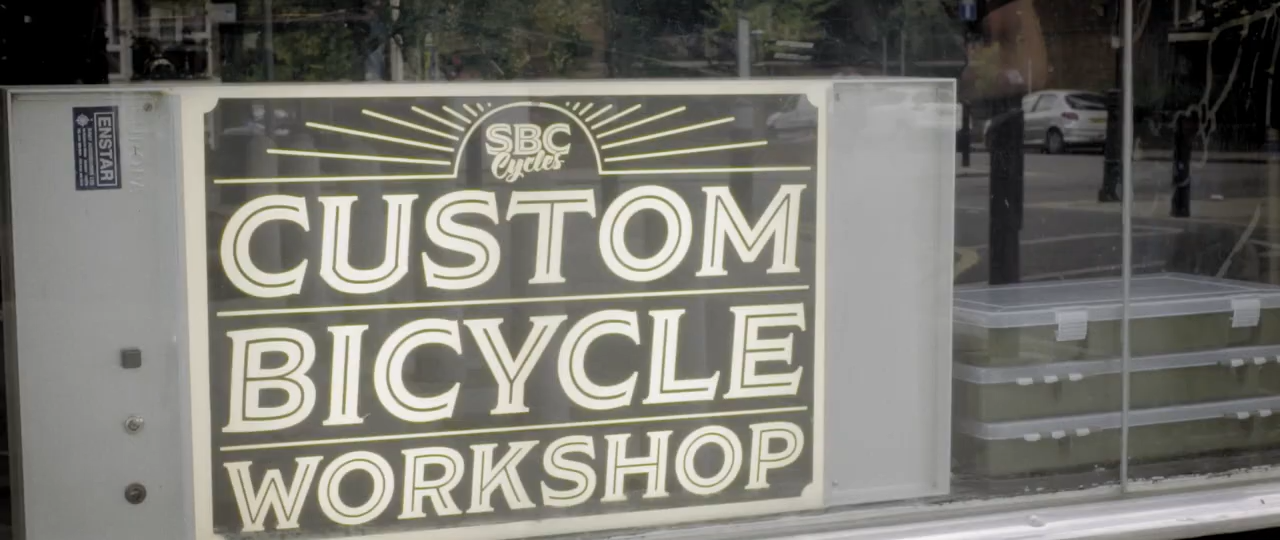 ENSTAR
SBC
Cycles
CUSTOM
BICYCLE
WORKSHOP